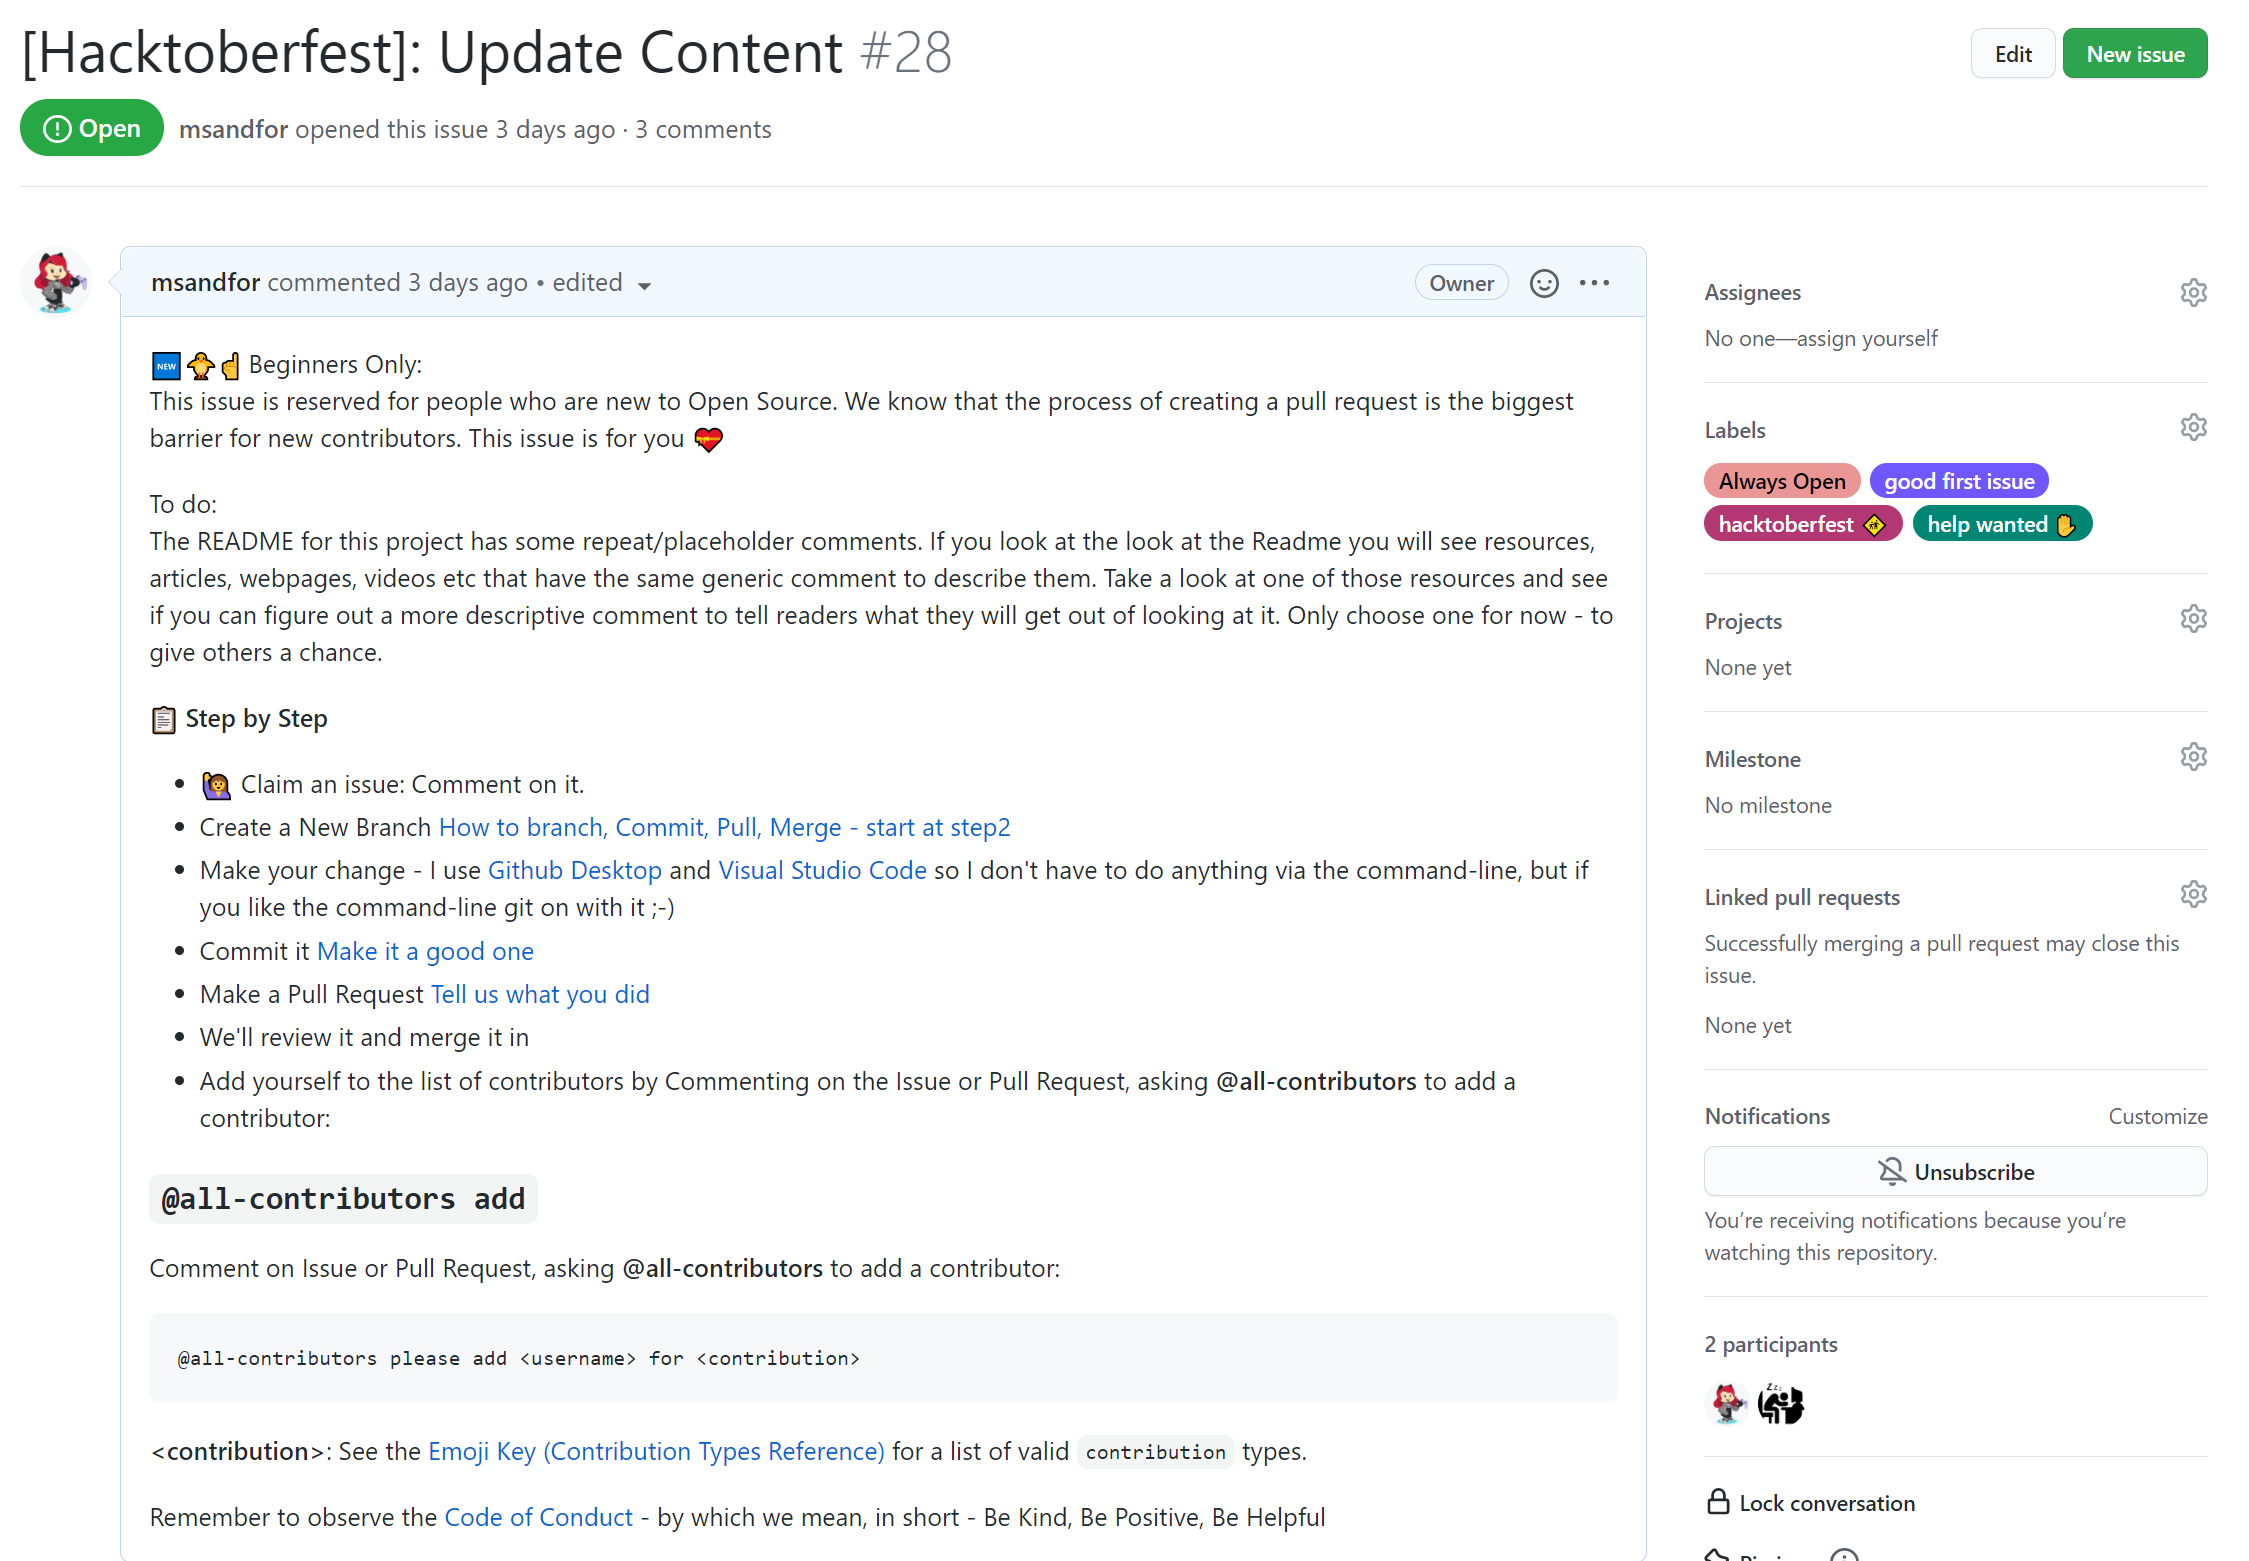 [Hacktoberfest]: Update Content #28
Edit
New issue
Open
msandfor opened this issue 3 days ago · 3 comments
msandfor commented 3 days ago • edited
Owner
NEW Beginners Only:
This issue is reserved for people who are new to Open Source. We know that the process of creating a pull request is the biggest
barrier for new contributors. This issue is for you
To do:
The README for this project has some repeat/placeholder comments. If you look at the look at the Readme you will see resources,
articles, webpages, videos etc that have the same generic comment to describe them. Take a look at one of those resources and see
if you can figure out a more descriptive comment to tell readers what they will get out of looking at it. Only choose one for now - to
give others a chance.
Step by Step
• Claim an issue: Comment on it.
• Create a New Branch How to branch, Commit, Pull, Merge - start at step2
• Make your change - I use Github Desktop and Visual Studio Code so I don't have to do anything via the command-line, but if
you like the command-line git on with it ;-)
• Commit it Make it a good one
• Make a Pull Request Tell us what you did
• We'll review it and merge it in
• Add yourself to the list of contributors by Commenting on the Issue or Pull Request, asking @all-contributors to add a
contributor:
@all-contributors add
Comment on Issue or Pull Request, asking @all-contributors to add a contributor:
@all-contributors please add <username> for <contribution>
<contribution>: See the Emoji Key (Contribution Types Reference) for a list of valid contribution types.
Remember to observe the Code of Conduct - by which we mean, in short - Be Kind, Be Positive, Be Helpful
Assignees
No one—assign yourself
Labels
Always Open
good first issue
hacktoberfest
help wanted
Projects
None yet
Milestone
No milestone
Linked pull requests
Successfully merging a pull request may close this
issue.
None yet
Notifications
Customize
Unsubscribe
You're receiving notifications because you're
watching this repository.
2 participants
Lock conversation